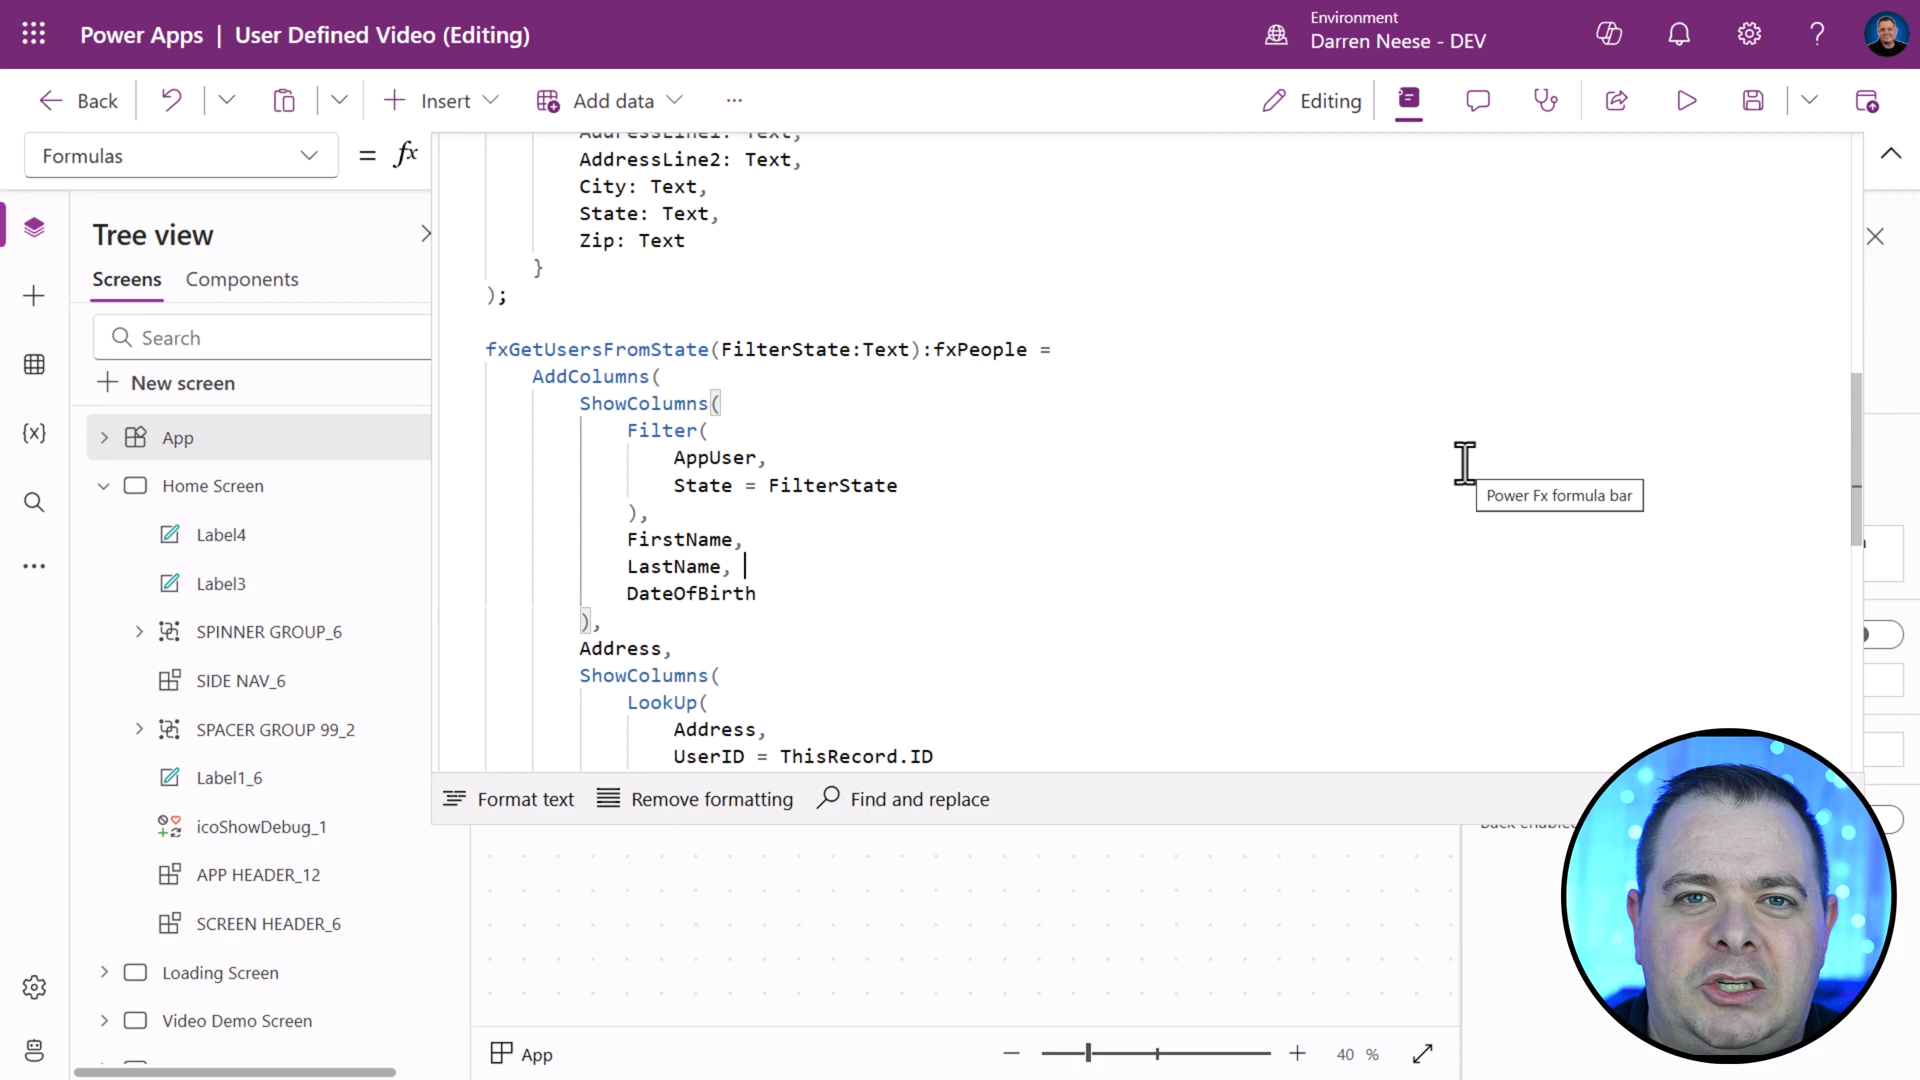 Power Apps | User Defined Video (Editing)
Environment
Darren Neese - DEV
Back
Insert
Add data
Editing
Formulas
= fx
AddressLine1: Text,
AddressLine2: Text,
City: Text,
State: Text,
Zip: Text
}
);
fxGetUsersFromState(FilterState:Text):fxPeople =
AddColumns(
ShowColumns(
Filter(
AppUser,
State = FilterState
),
FirstName,
LastName,
DateOfBirth
),
Address,
ShowColumns(
LookUp(
Address,
UserID = ThisRecord.ID
Power Fx formula bar
Format text
Remove formatting
Find and replace
Tree view
Screens
Components
Search
New screen
App
Home Screen
Label4
Label3
SPINNER GROUP_6
SIDE NAV_6
SPACER GROUP 99_2
Label1_6
icoShowDebug_1
APP HEADER_12
SCREEN HEADER_6
Loading Screen
Video Demo Screen
Back enabled
App
40 %